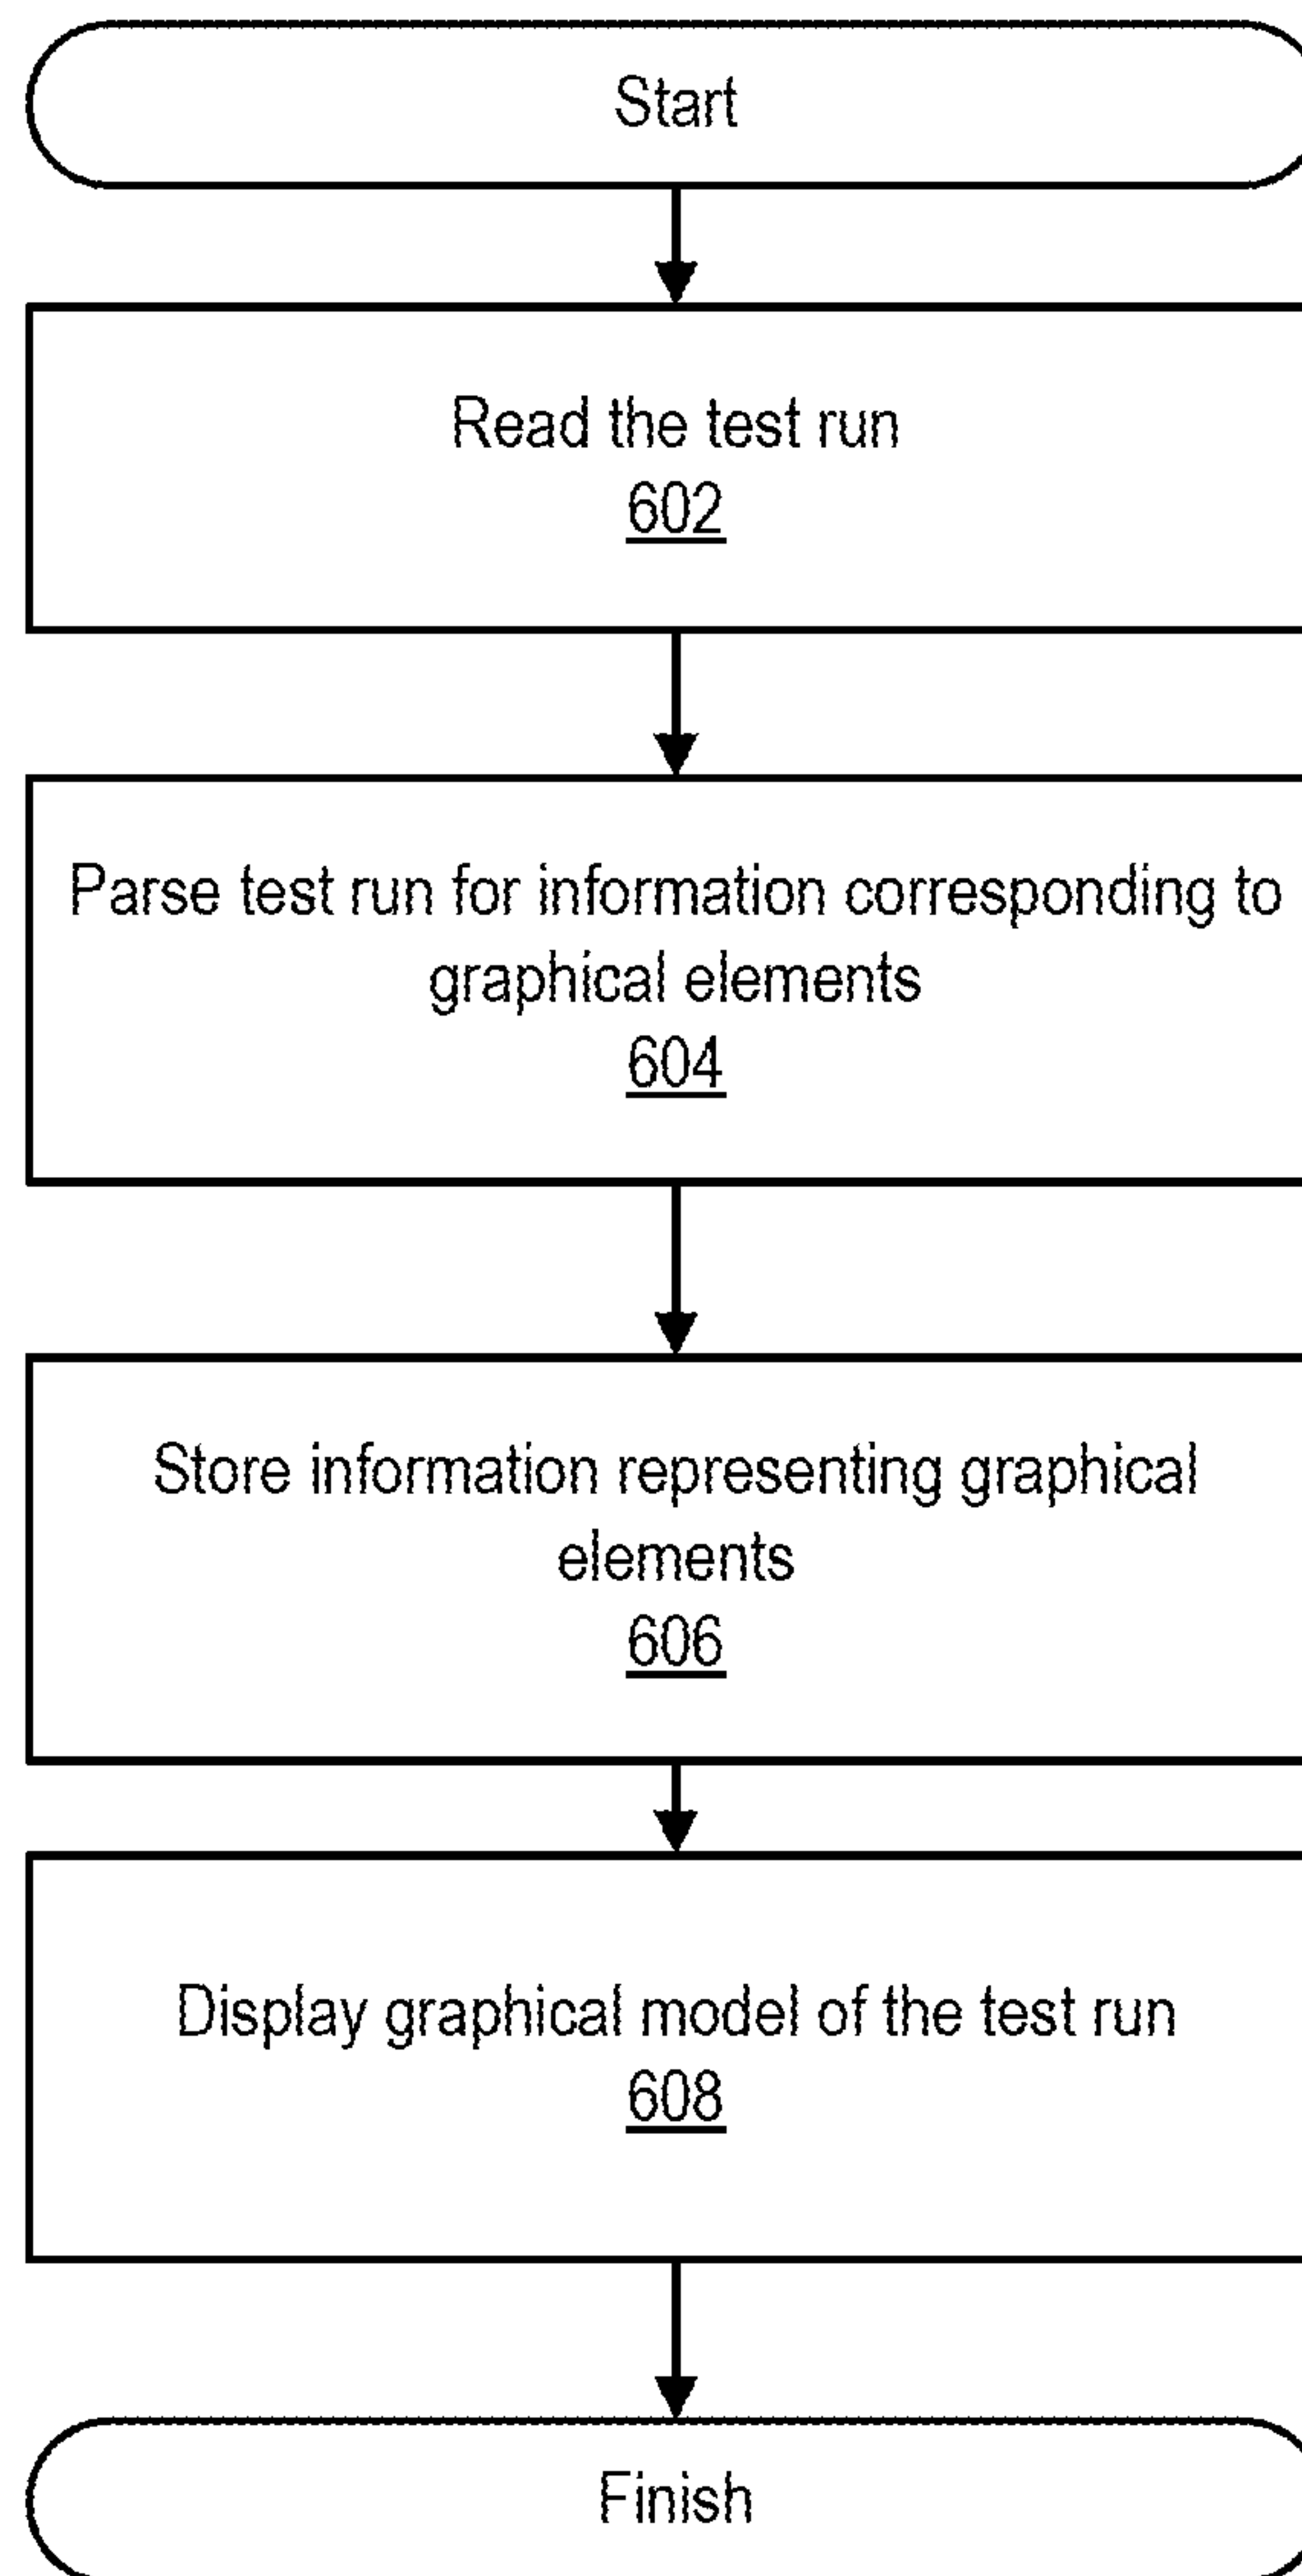 Start
Read the test run
602
Parse test run for information corresponding to
graphical elements
604
Store information representing graphical
elements
606
Display graphical model of the test run
608
Finish